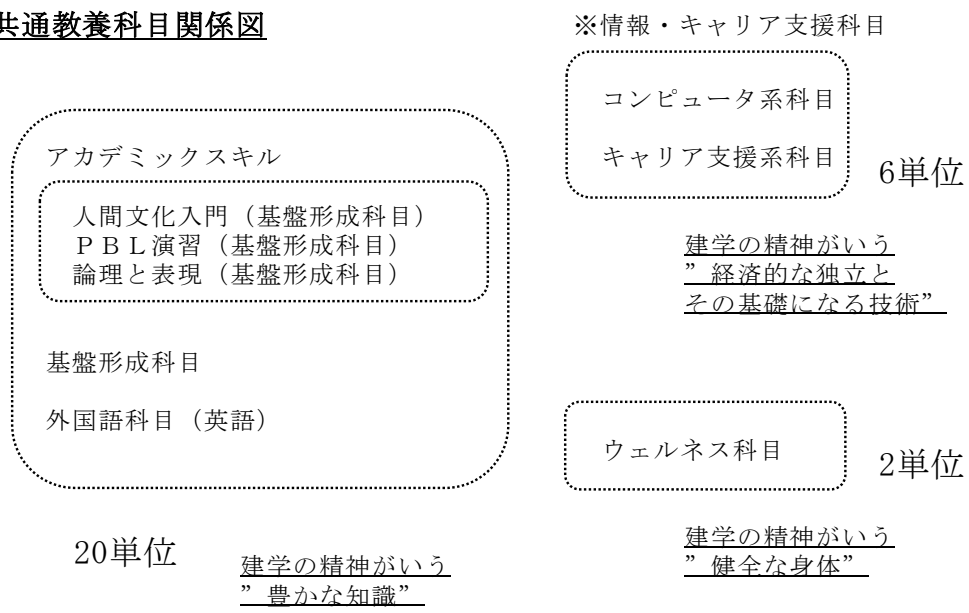 共通教養科目関係図
アカデミックスキル
人間文化入門（基盤形成科目）
ＰＢＬ演習（基盤形成科目）
論理と表現（基盤形成科目）
基盤形成科目
外国語科目（英語）
20単位
建学の精神がいう
”豊かな知識”
※情報・キャリア支援科目
コンピュータ系科目
キャリア支援系科目
6単位
建学の精神がいう
”経済的な独立と
その基礎になる技術”
ウェルネス科目
2単位
建学の精神がいう
”健全な身体”